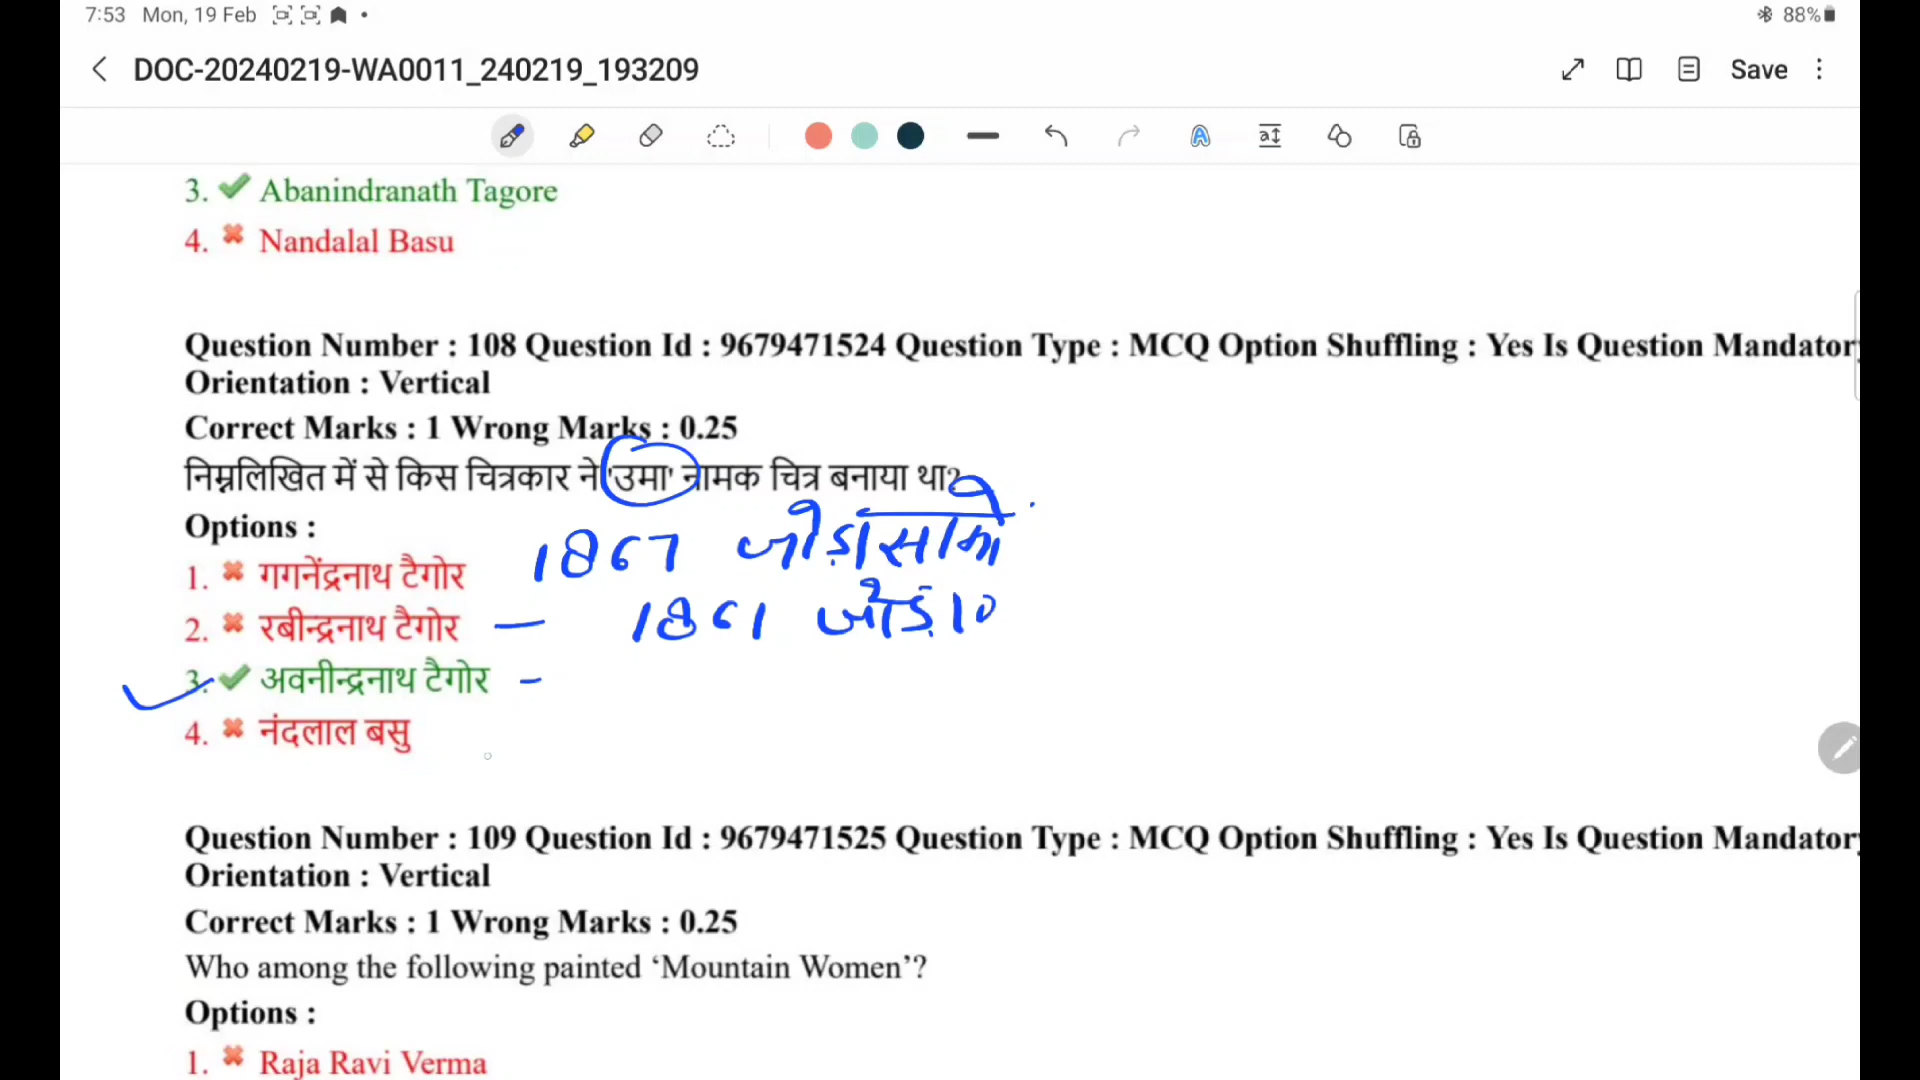 7:53 Mon, 19 Feb
88%
DOC-20240219-WA0011_240219_193209
Save
3. Abanindranath Tagore
4. Nandalal Basu
Question Number : 108 Question Id : 9679471524 Question Type : MCQ Option Shuffling : Yes Is Question Mandatory
Orientation : Vertical
Correct Marks : 1 Wrong Marks : 0.25
निम्नलिखित में से किस चित्रकार ने 'उमा' नामक चित्र बनाया था?
Options :
1. गगनेंद्रनाथ टैगोर 1867
2. रबीन्द्रनाथ टैगोर — 1861
3. अवनीन्द्रनाथ टैगोर -
4. नंदलाल बसु
Question Number : 109 Question Id : 9679471525 Question Type : MCQ Option Shuffling : Yes Is Question Mandatory
Orientation : Vertical
Correct Marks : 1 Wrong Marks : 0.25
Who among the following painted ‘Mountain Women’?
Options :
1. Raja Ravi Verma